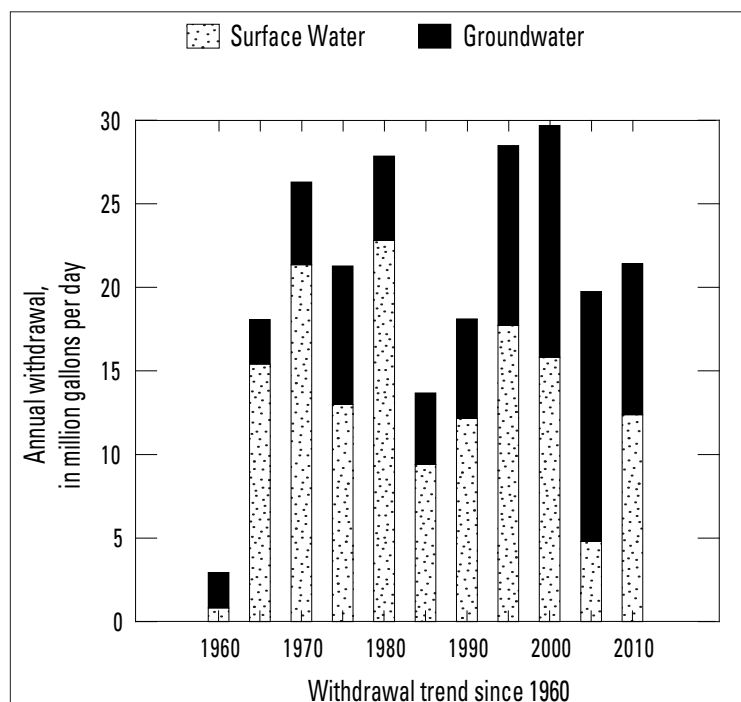 Surface Water Groundwater
30
25
20
15
10
5
0
Annual withdrawal,
in million gallons per day
1960 1970 1980 1990 2000 2010
Withdrawal trend since 1960